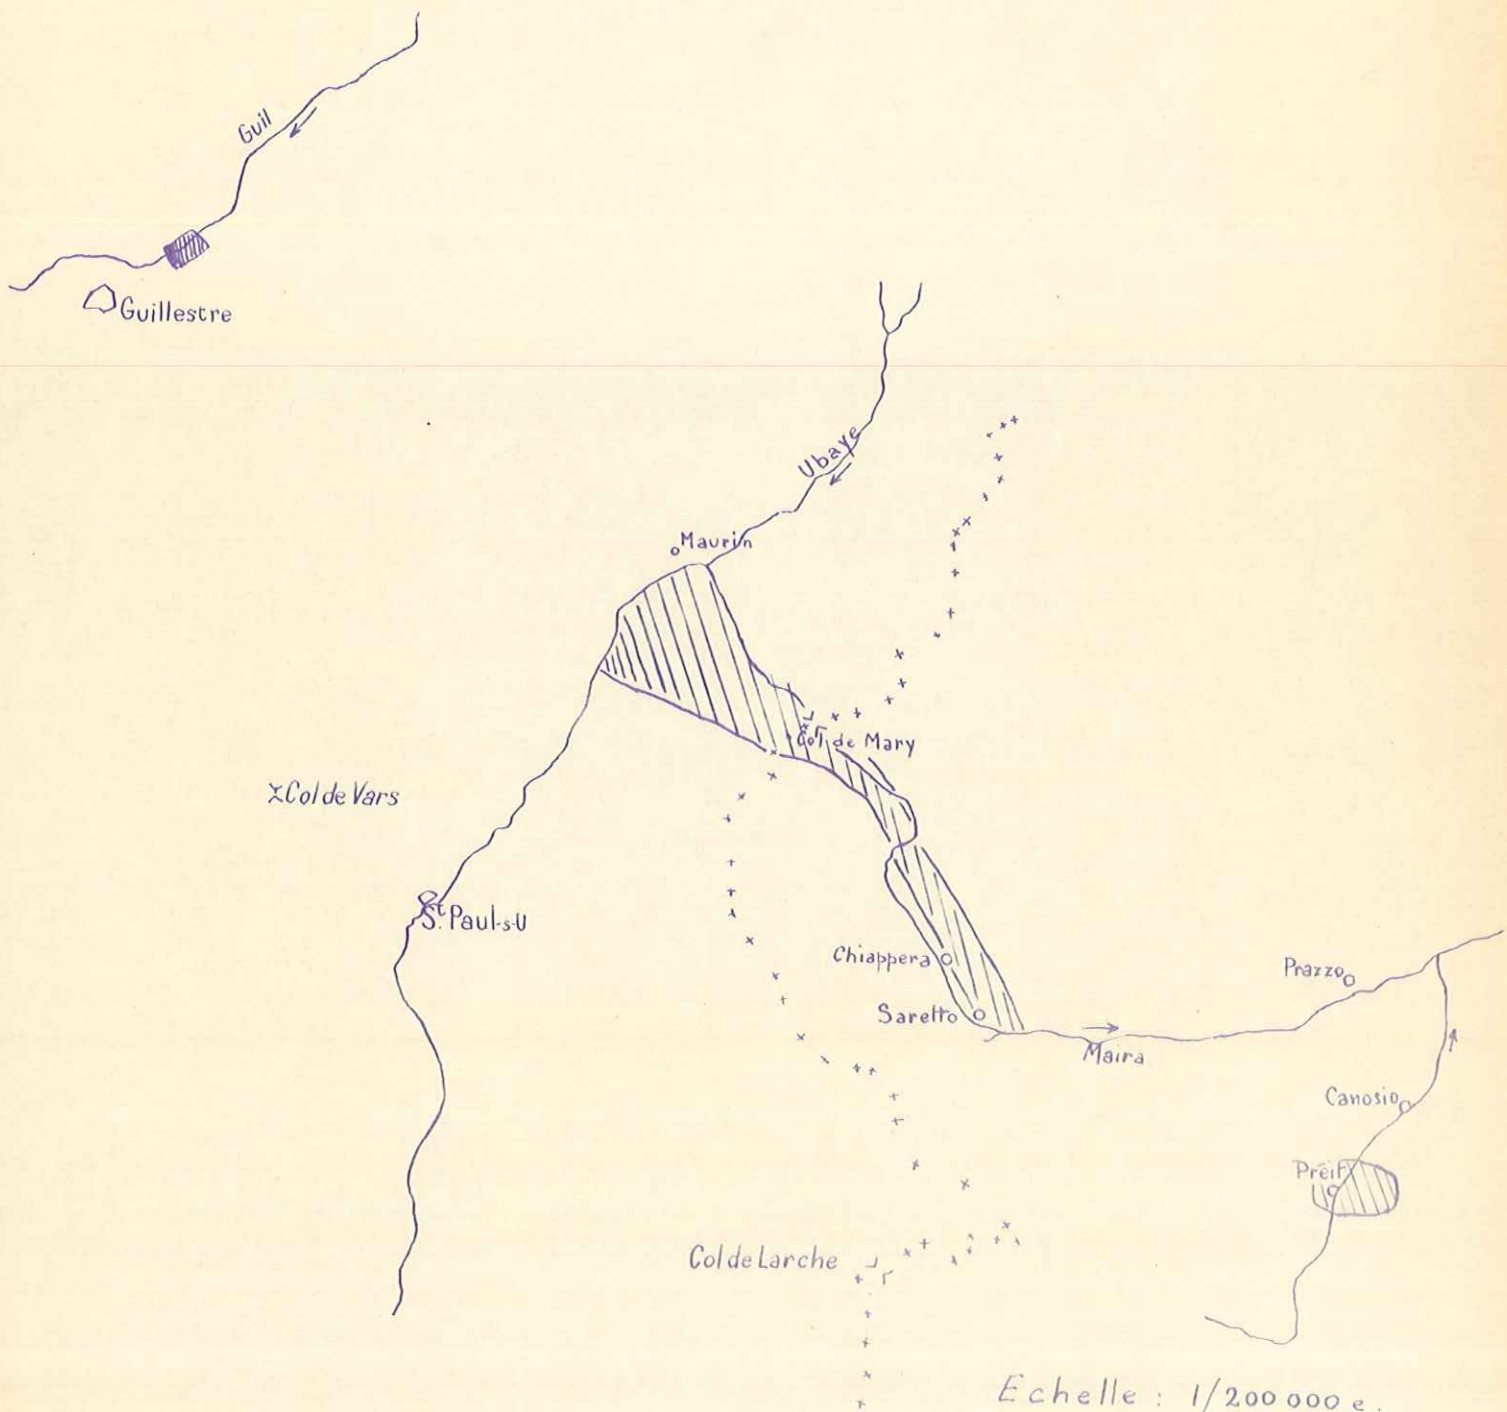 Guil
Guillestre
Ubaye
Maurin
Col de Mary
Col de Vars
St. Paul-s-U
Chiappera
Prazzo
Saretto
Maira
Canosio
Préit
Col de Larche
Echelle : 1/200 000 e.